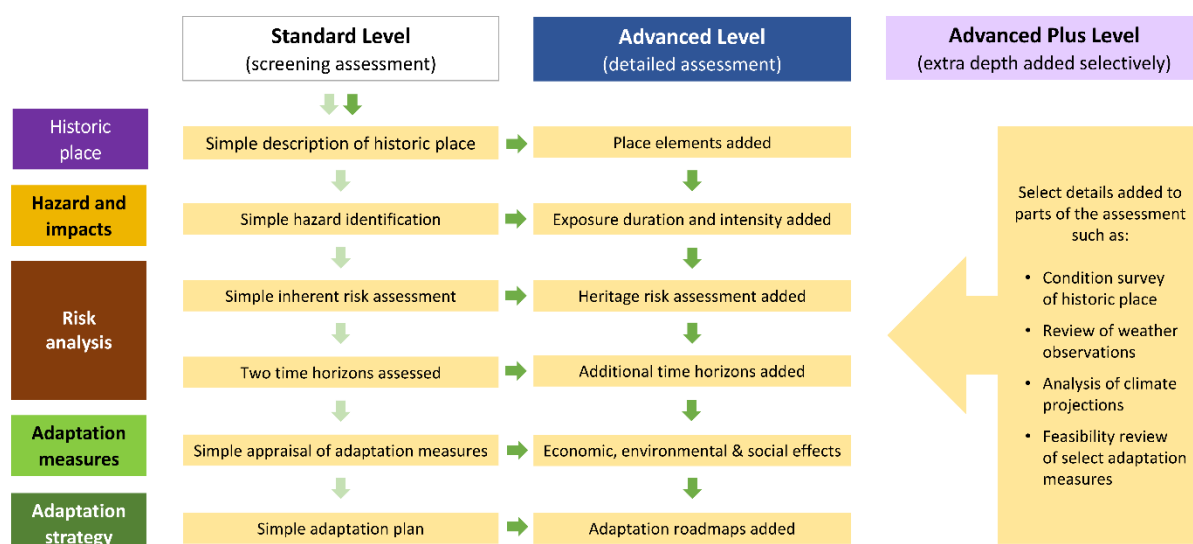 Standard Level
(screening assessment)
Advanced Level
(detailed assessment)
Advanced Plus Level
(extra depth added selectively)
Historic
place
Simple description of historic place
Place elements added
Hazard and
impacts
Simple hazard identification
Exposure duration and intensity added
Risk
analysis
Simple inherent risk assessment
Heritage risk assessment added
Two time horizons assessed
Additional time horizons added
Adaptation
measures
Simple appraisal of adaptation measures
Economic, environmental & social effects
Adaptation
strategy
Simple adaptation plan
Adaptation roadmaps added
Select details added to
parts of the assessment
such as:
• Condition survey
of historic place
• Review of weather
observations
• Analysis of climate
projections
• Feasibility review
of select adaptation
measures